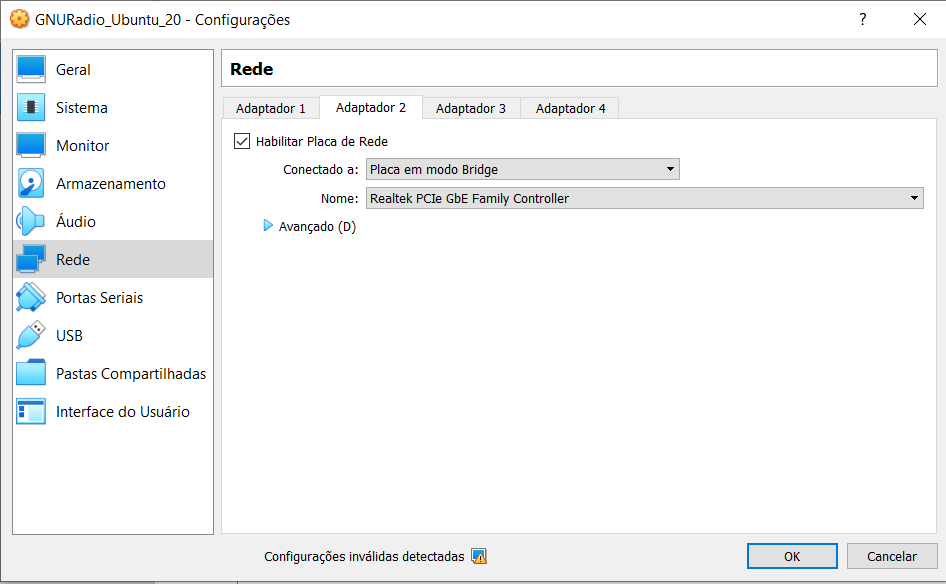 GNURadio_Ubuntu_20 - Configurações
?
Geral
Sistema
Monitor
Armazenamento
Áudio
Rede
Portas Seriais
USB
Pastas Compartilhadas
Interface do Usuário
Rede
Adaptador 1 Adaptador 2 Adaptador 3 Adaptador 4
Habilitar Placa de Rede
Conectado a: Placa em modo Bridge
Nome: Realtek PCIe GbE Family Controller
Avançado (D)
Configurações inválidas detectadas
OK Cancelar